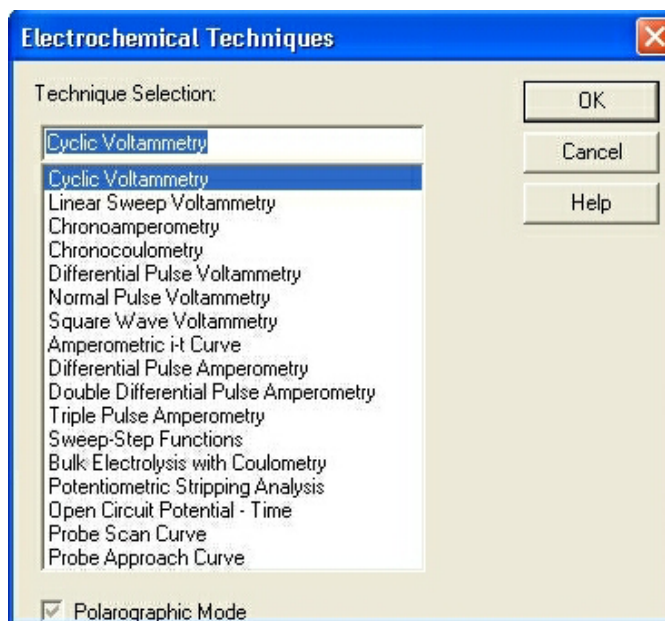 Electrochemical Techniques
Technique Selection:
OK
Cyclic Voltammetry
Cancel
Cyclic Voltammetry
Linear Sweep Voltammetry
Help
Chronoamperometry
Chronocoulometry
Differential Pulse Voltammetry
Normal Pulse Voltammetry
Square Wave Voltammetry
Amperometric i-t Curve
Differential Pulse Amperometry
Double Differential Pulse Amperometry
Triple Pulse Amperometry
Sweep-Step Functions
Bulk Electrolysis with Coulometry
Potentiometric Stripping Analysis
Open Circuit Potential - Time
Probe Scan Curve
Probe Approach Curve
Polarographic Mode